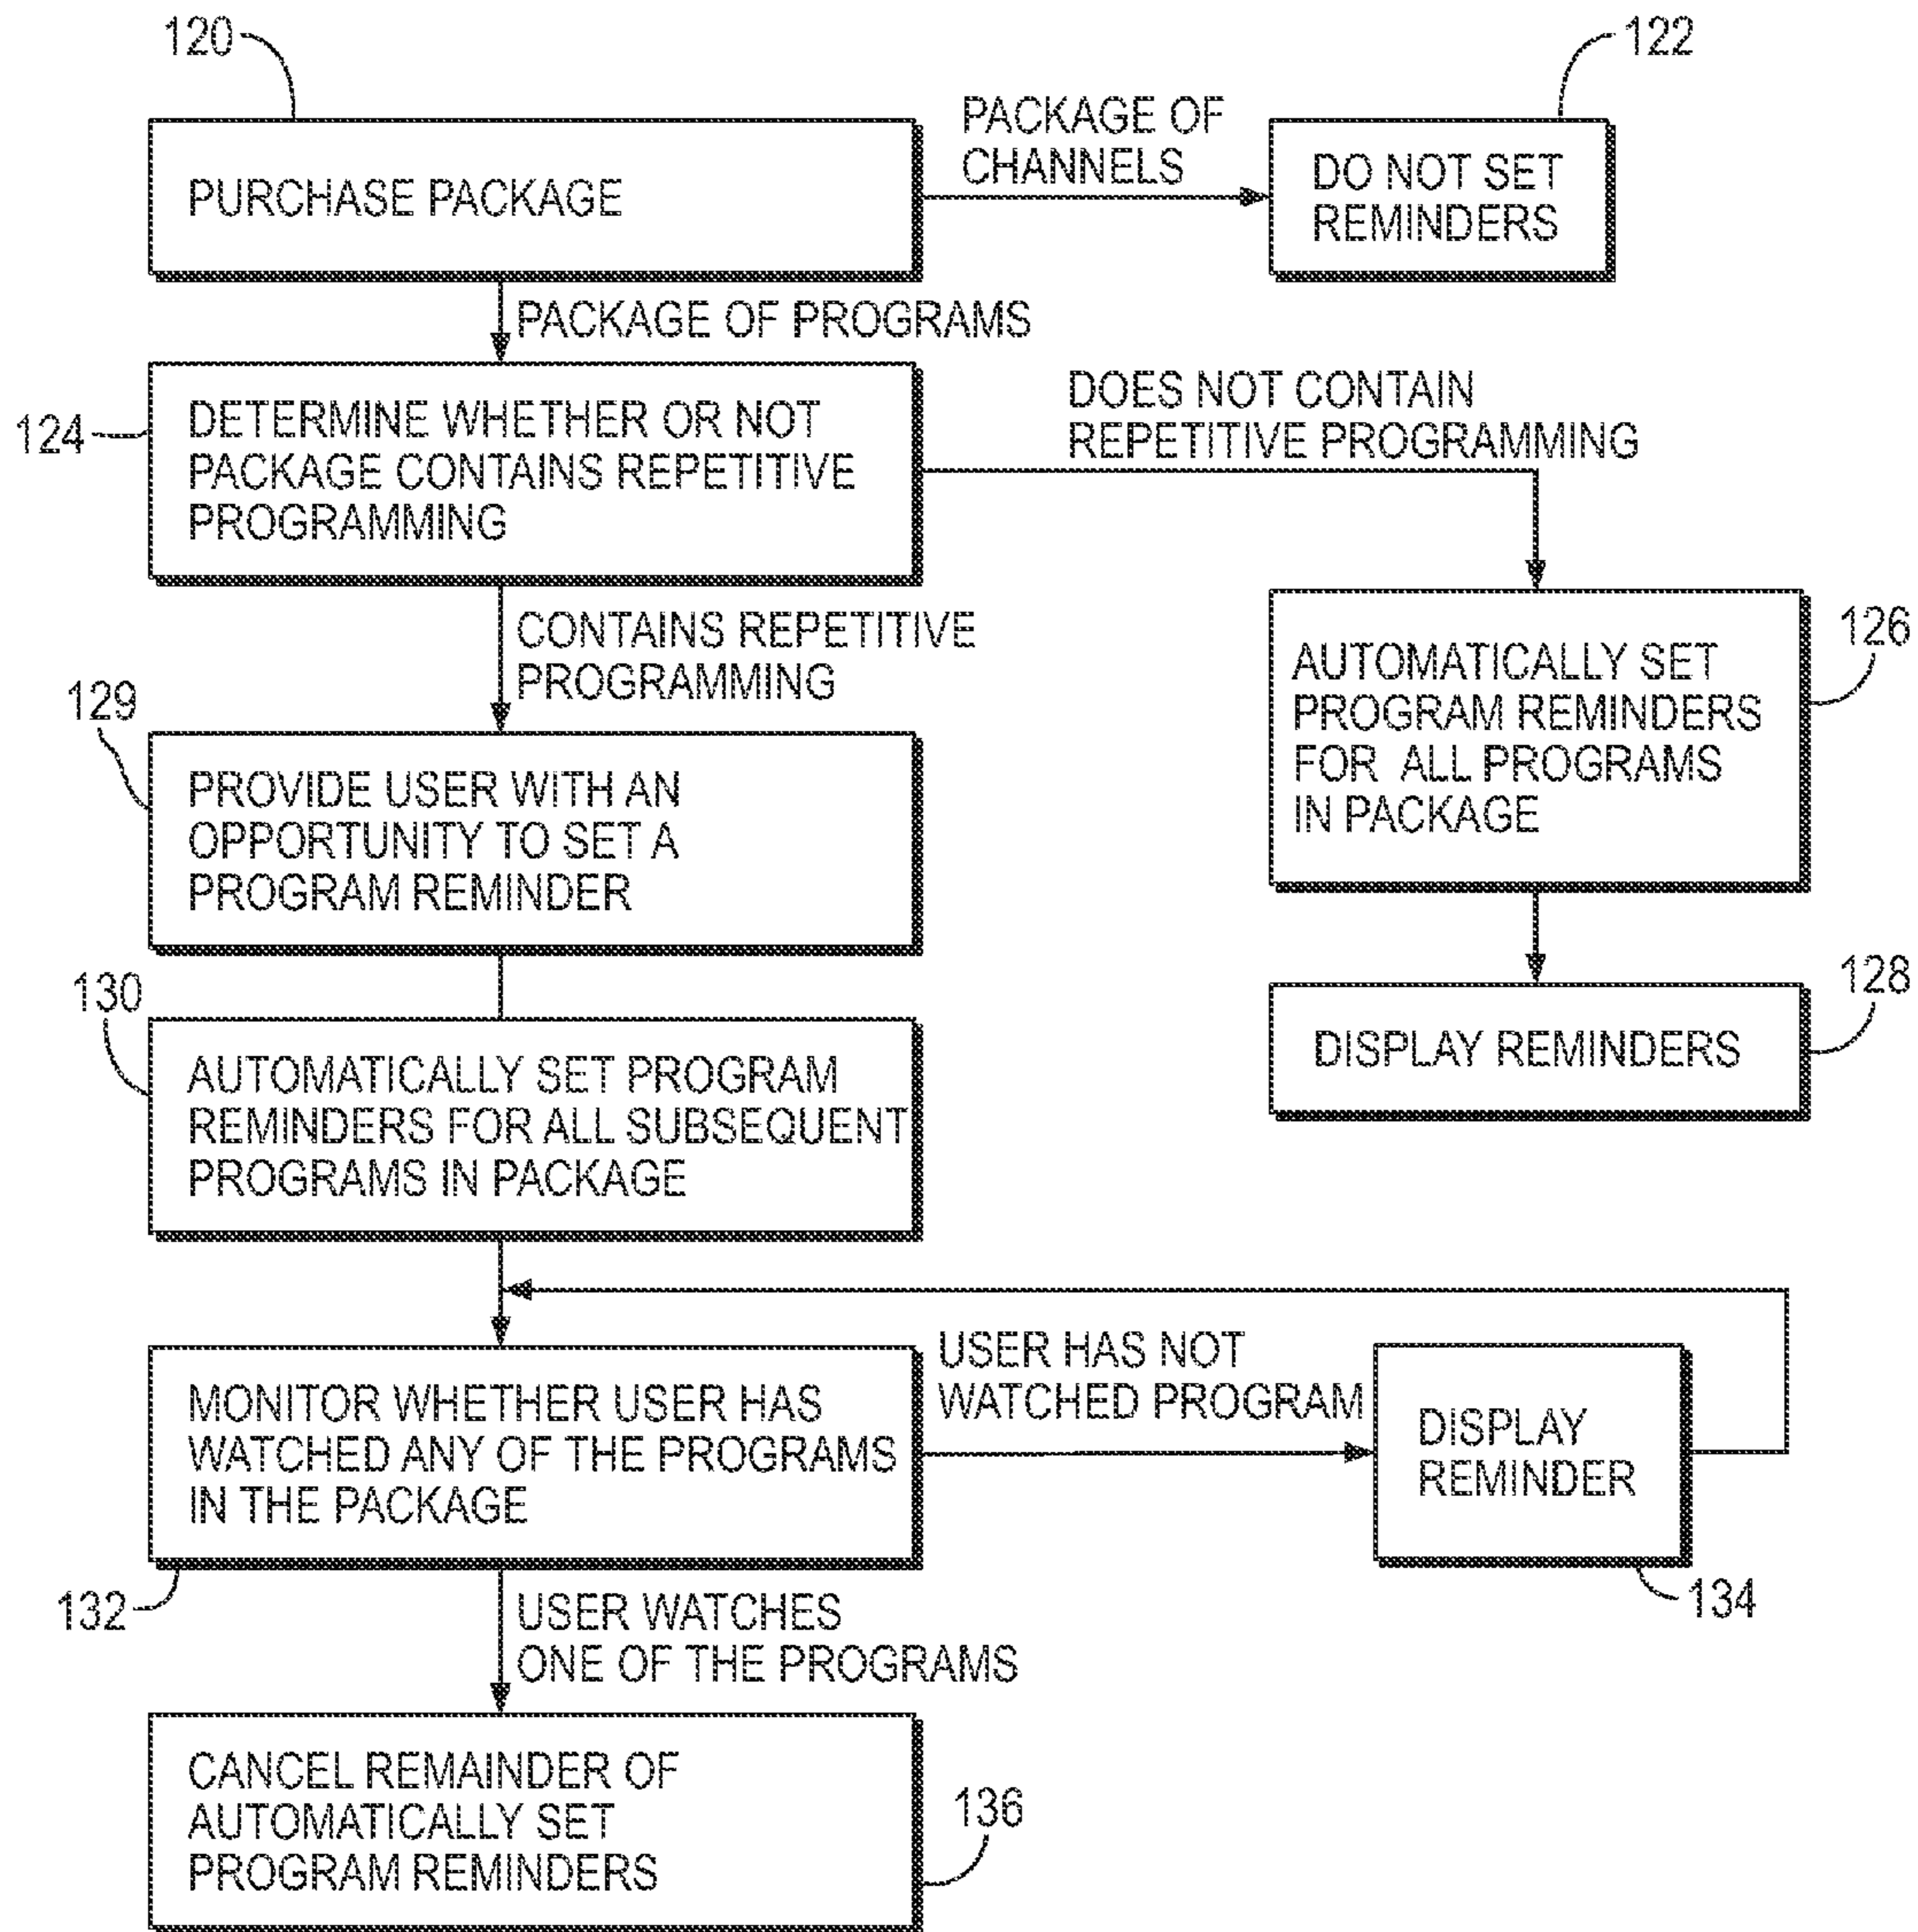 120
122
PACKAGE OF
CHANNELS
PURCHASE PACKAGE
DO NOT SET
REMINDERS
PACKAGE OF PROGRAMS
124
DETERMINE WHETHER OR NOT
PACKAGE CONTAINS REPETITIVE
PROGRAMMING
DOES NOT CONTAIN
REPETITIVE PROGRAMMING
CONTAINS REPETITIVE
PROGRAMMING
126
AUTOMATICALLY SET
PROGRAM REMINDERS
FOR ALL PROGRAMS
IN PACKAGE
129
PROVIDE USER WITH AN
OPPORTUNITY TO SET A
PROGRAM REMINDER
128
DISPLAY REMINDERS
130
AUTOMATICALLY SET PROGRAM
REMINDERS FOR ALL SUBSEQUENT
PROGRAMS IN PACKAGE
USER HAS NOT
WATCHED PROGRAM
MONITOR WHETHER USER HAS
WATCHED ANY OF THE PROGRAMS
IN THE PACKAGE
DISPLAY
REMINDER
132
134
USER WATCHES
ONE OF THE PROGRAMS
CANCEL REMAINDER OF
AUTOMATICALLY SET
PROGRAM REMINDERS
136